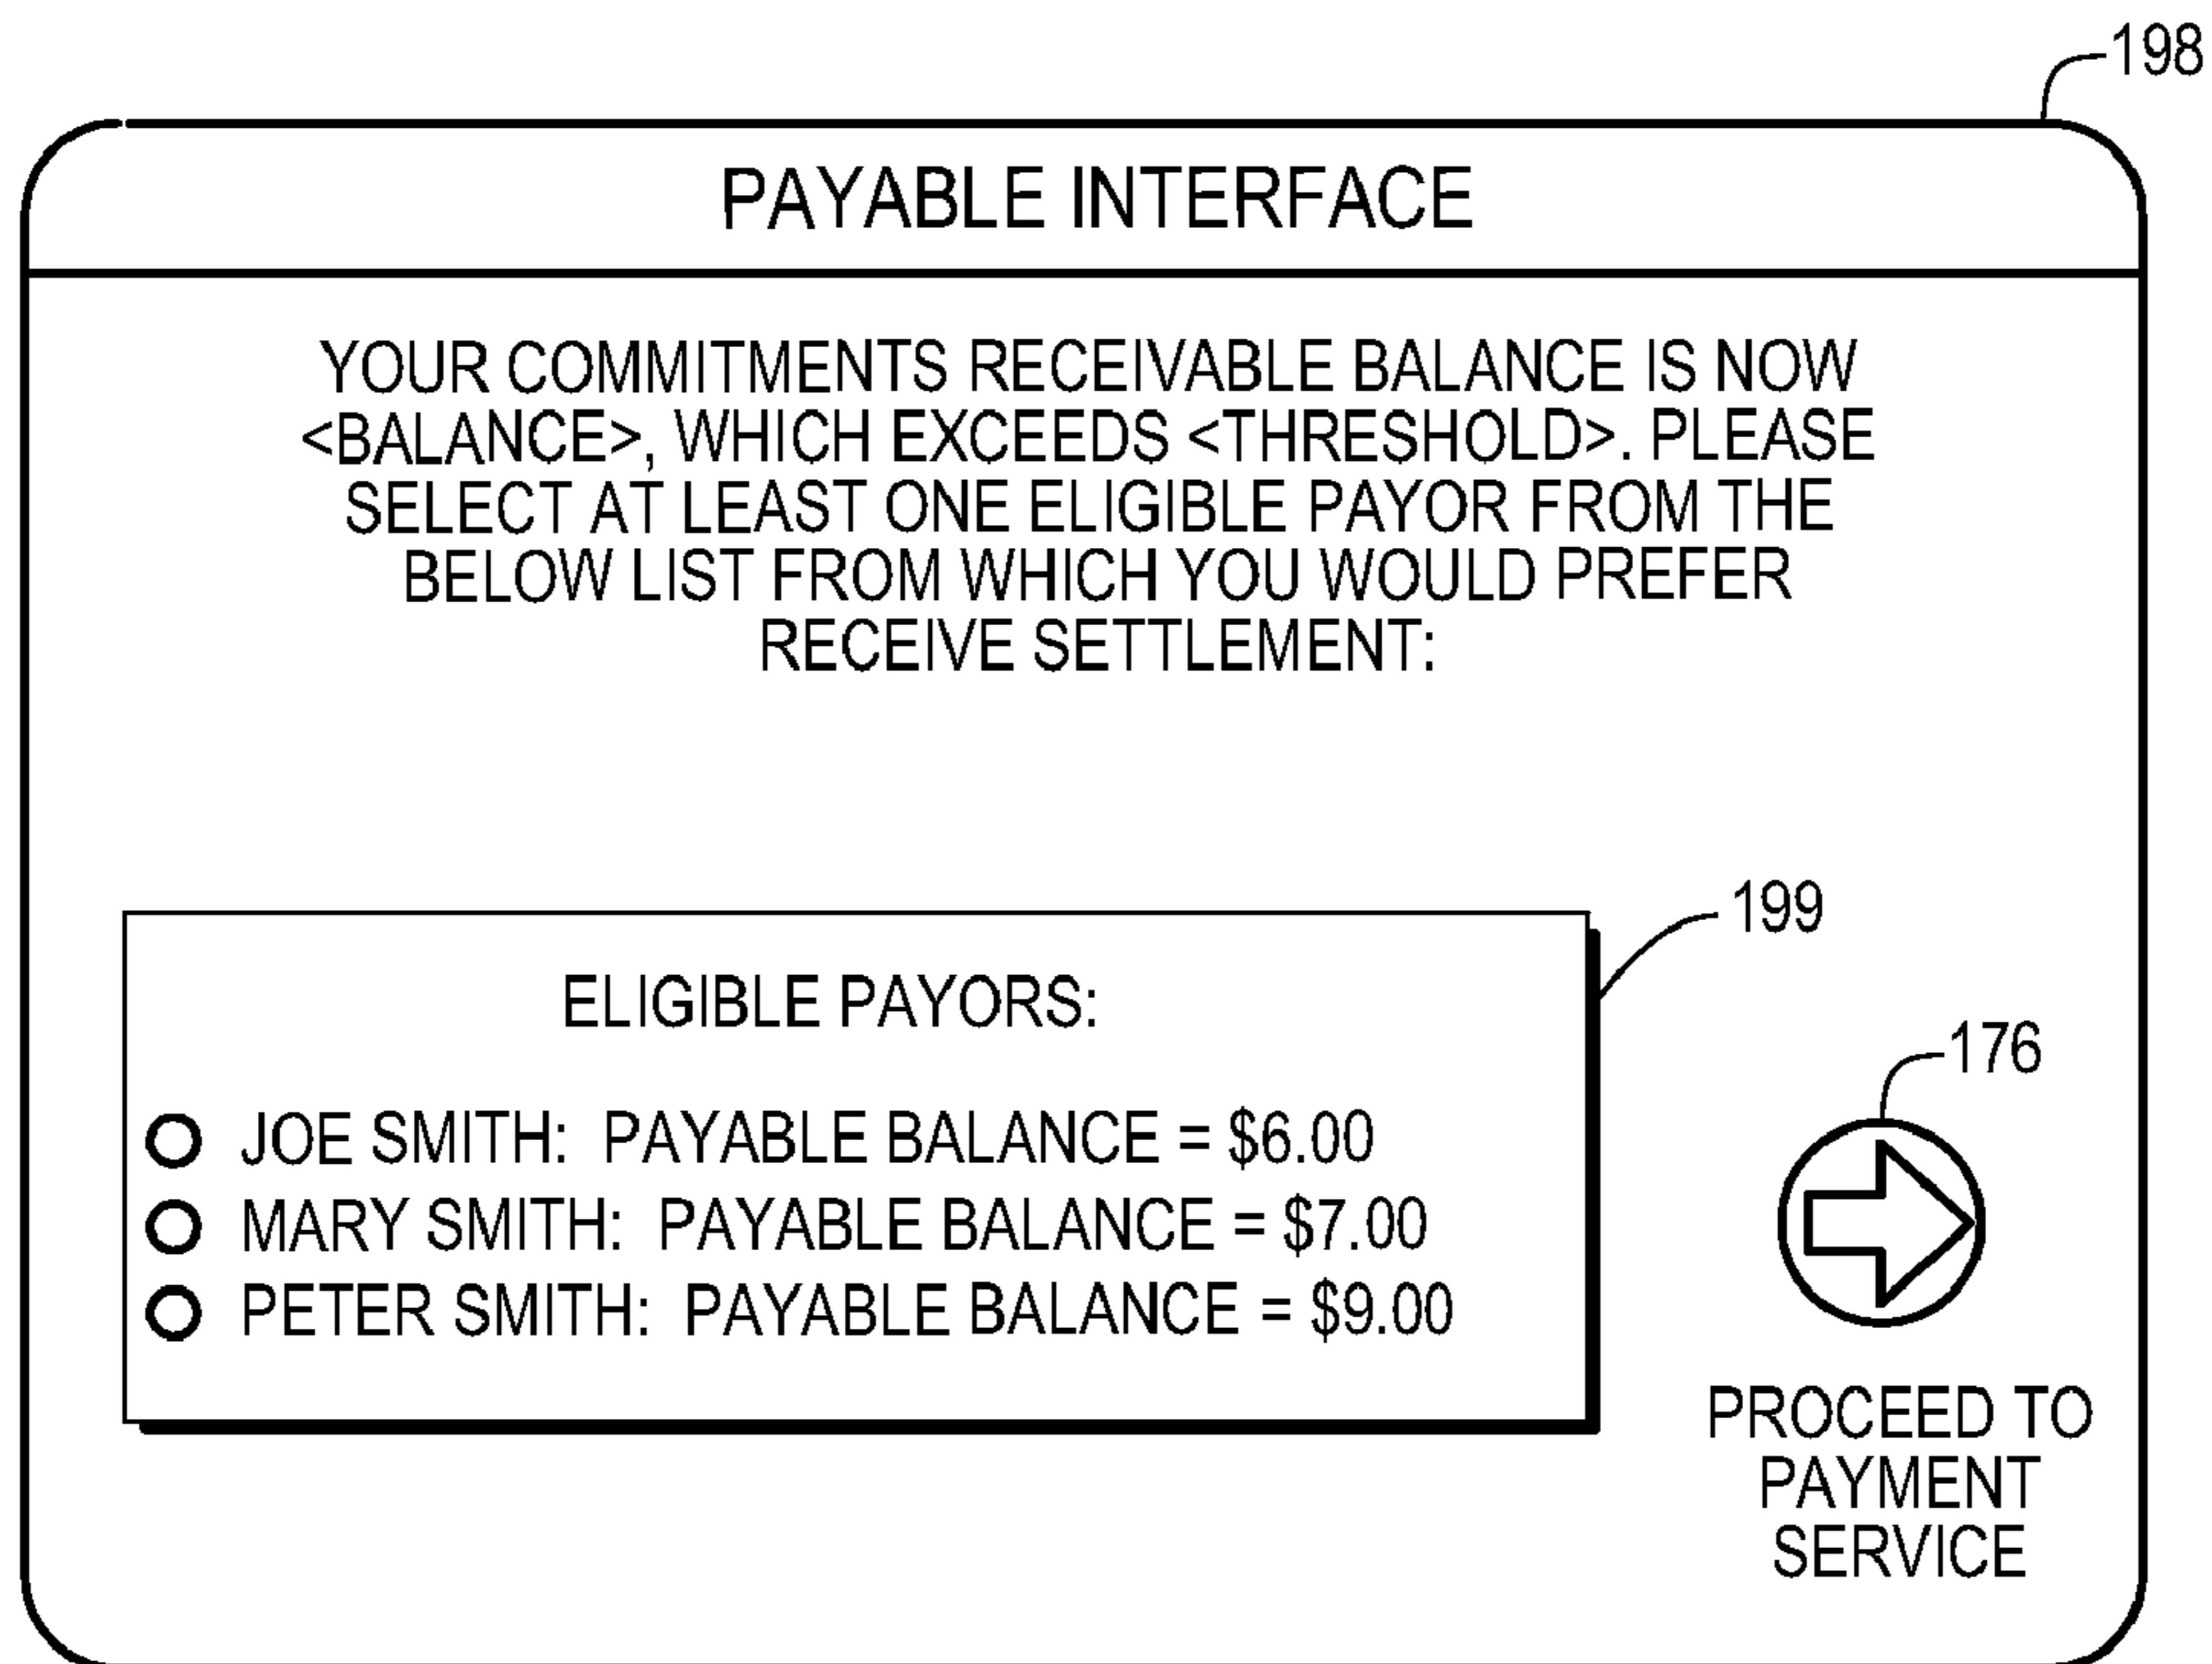 198
PAYABLE INTERFACE
YOUR COMMITMENTS RECEIVABLE BALANCE IS NOW
<BALANCE>, WHICH EXCEEDS <THRESHOLD>. PLEASE
SELECT AT LEAST ONE ELIGIBLE PAYOR FROM THE
BELOW LIST FROM WHICH YOU WOULD PREFER
RECEIVE SETTLEMENT:
199
ELIGIBLE PAYORS:
JOE SMITH: PAYABLE BALANCE = $6.00
MARY SMITH: PAYABLE BALANCE = $7.00
PETER SMITH: PAYABLE BALANCE = $9.00
176
PROCEED TO
PAYMENT
SERVICE